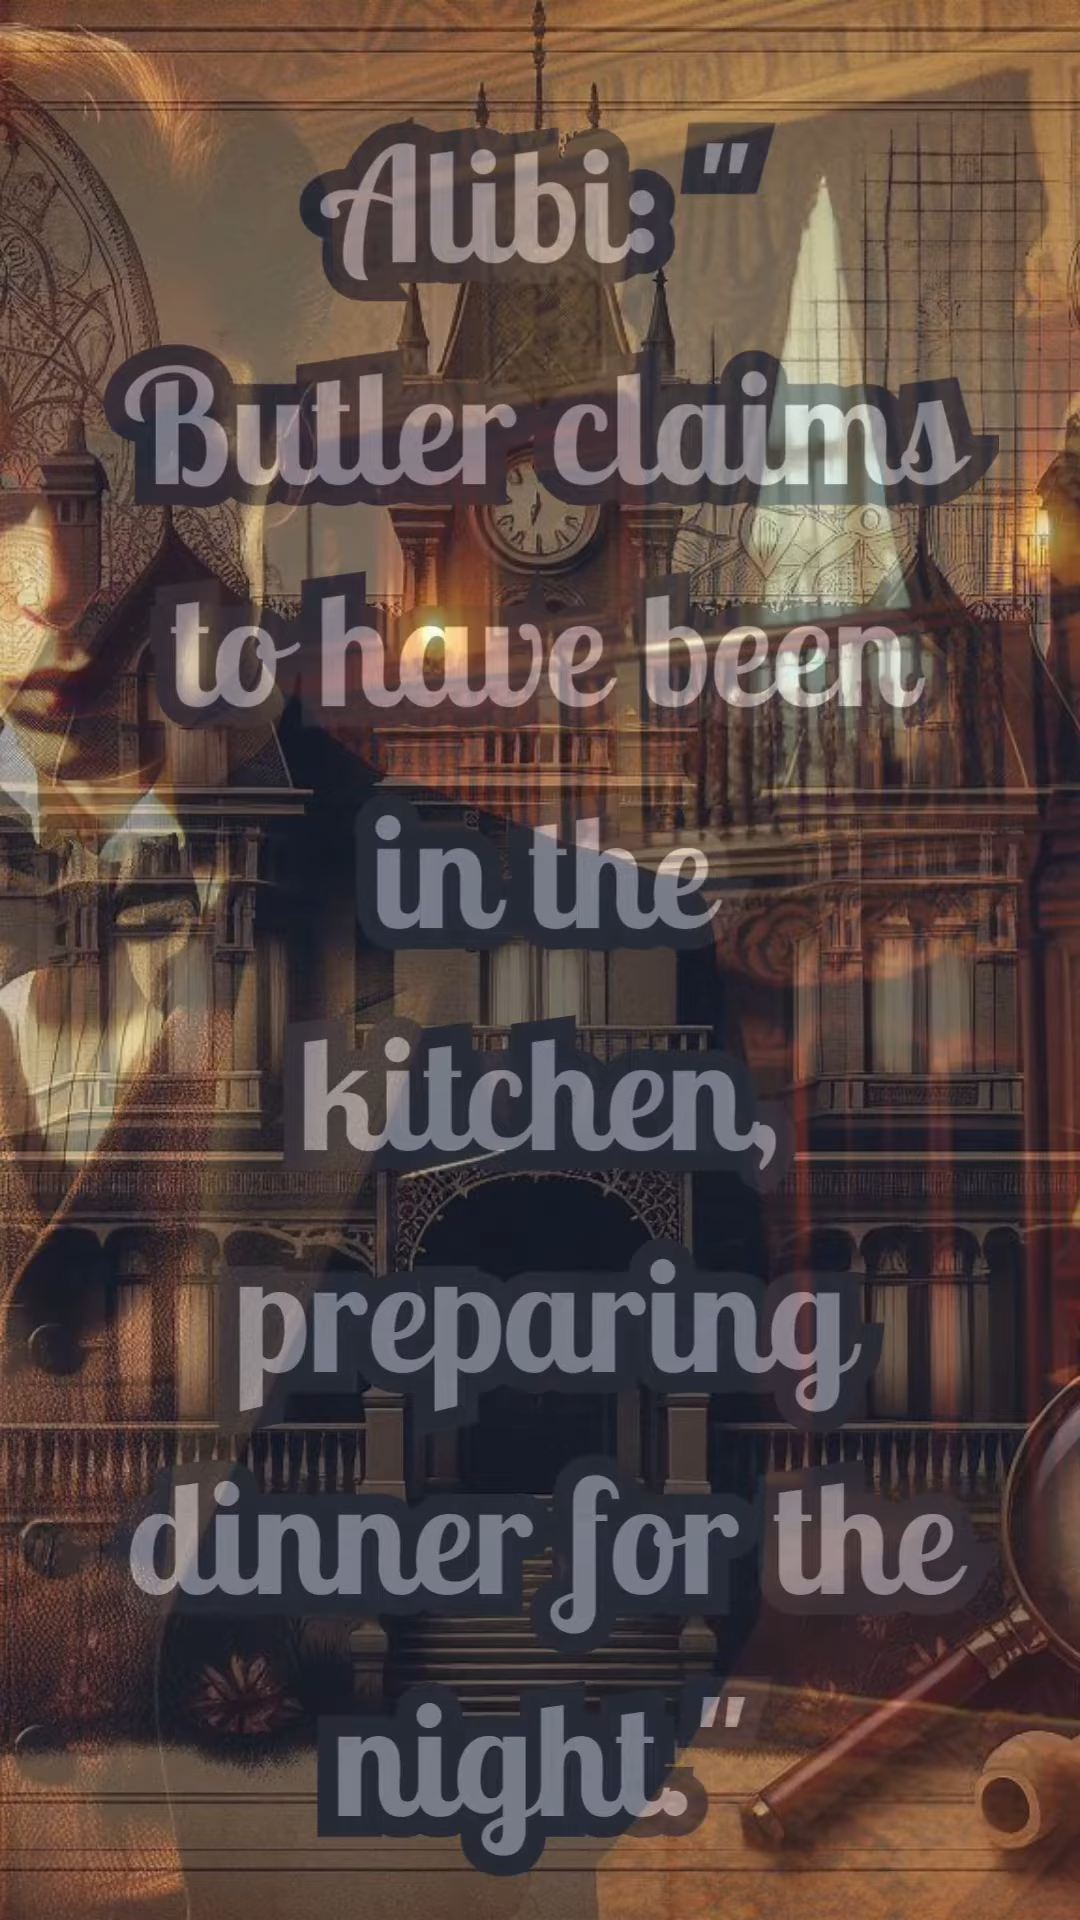 Alibi: "
Butler claims
to have been
in the
kitchen,
preparing
dinner for the
night."